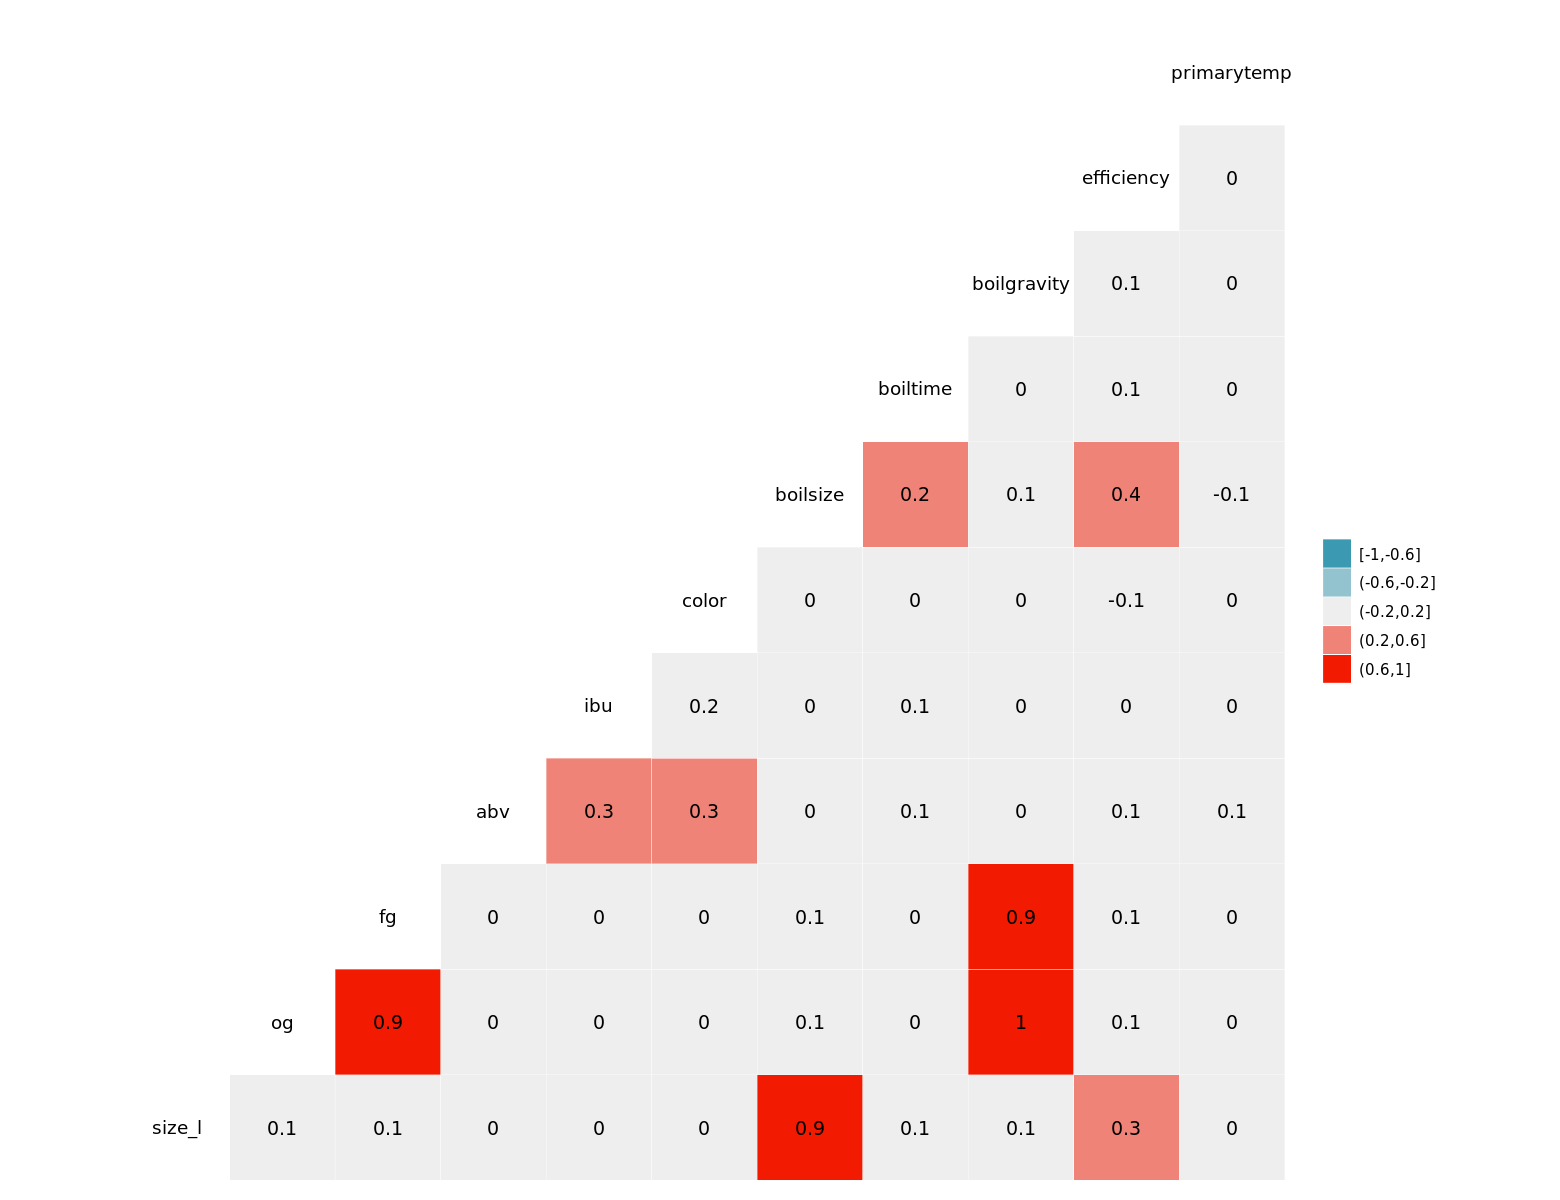 primarytemp
efficiency 0
boilgravity 0.1 0
boiltime 0 0.1 0
boilsize 0.2 0.1 0.4 -0.1
color 0 0 0 -0.1 0
ibu 0.2 0 0.1 0 0 0
abv 0.3 0.3 0 0.1 0 0.1 0.1
fg 0 0 0 0.1 0 0.9 0.1 0
og 0.9 0 0 0 0.1 0 1 0.1 0
size_l 0.1 0.1 0 0 0 0.9 0.1 0.1 0.3 0
[-1,-0.6]
(-0.6,-0.2]
(-0.2,0.2]
(0.2,0.6]
(0.6,1]